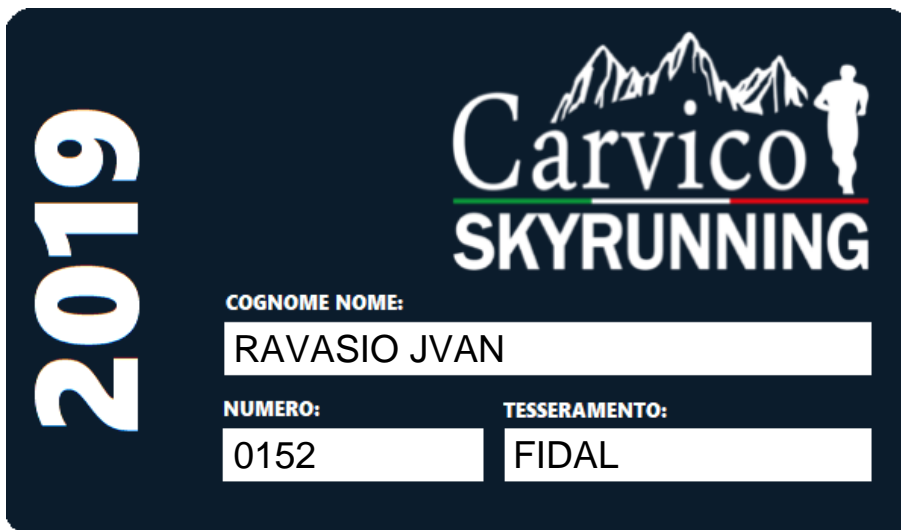 2019
Carvico
SKYRUNNING
COGNOME NOME:
RAVASIO JVAN
NUMERO:
TESSERAMENTO:
0152
FIDAL